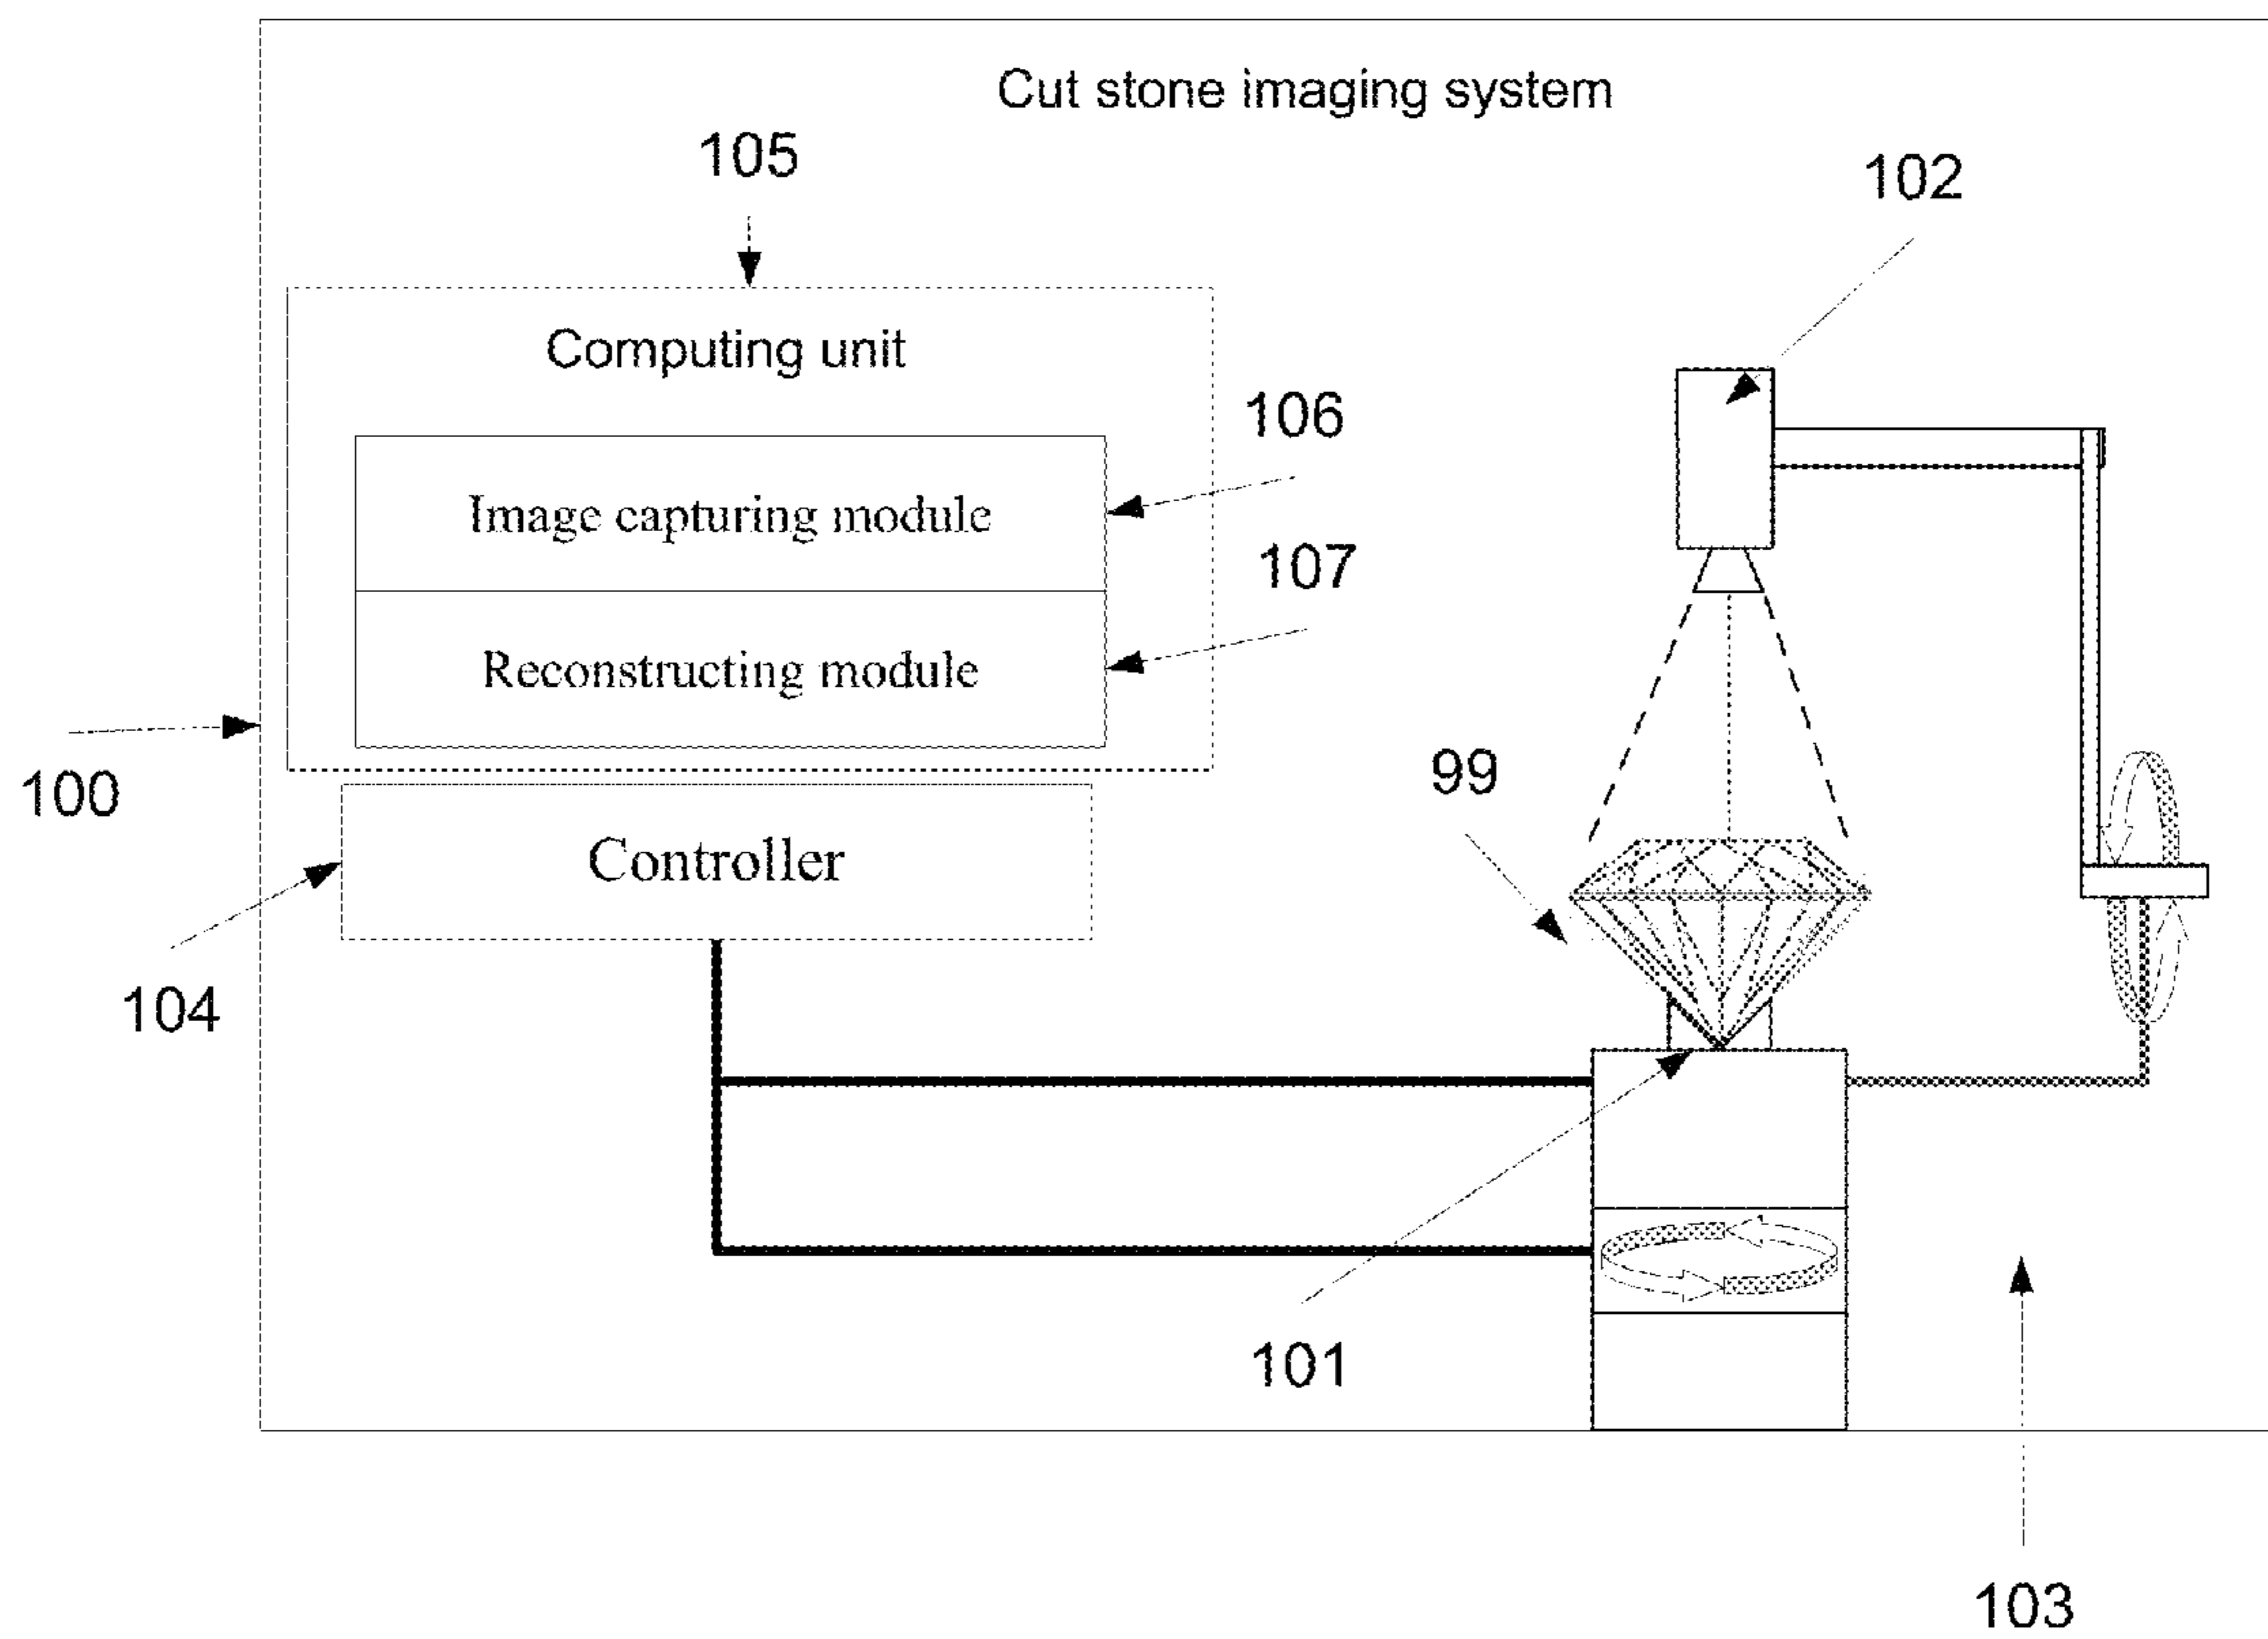 Cut stone imaging system
105
102
Computing unit
106
Image capturing module
107
Reconstructing module
99
100
Controller
104
101
103